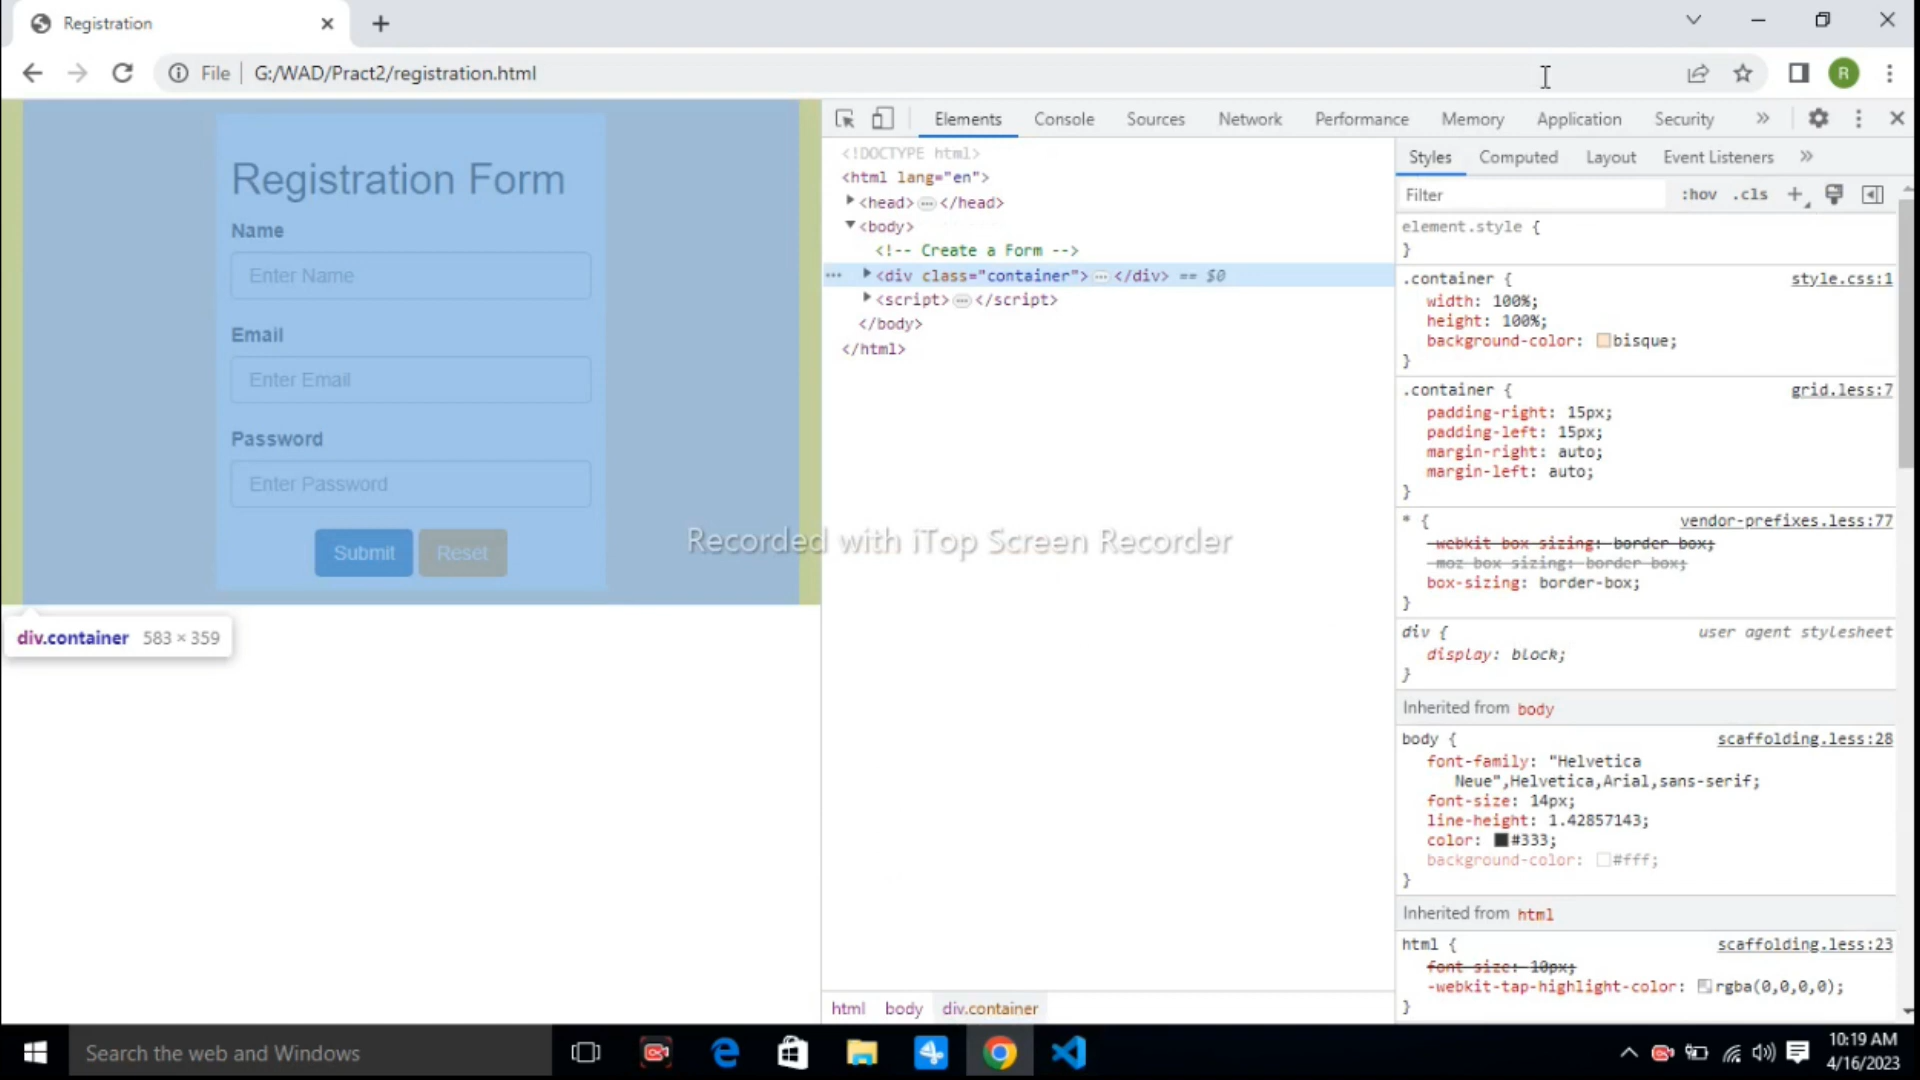 Registration
File G:/WAD/Pract2/registration.html
R
Registration Form
Name
Enter Name
Email
Enter Email
Password
Enter Password
Submit Reset
div.container 583 × 359
Elements Console Sources Network Performance Memory Application Security »
<!DOCTYPE html>
<html lang="en">
<head> … </head>
<body>
<!-- Create a Form -->
… <div class="container"> … </div> == $0
<script> … </script>
</body>
</html>
html body div.container
Styles Computed Layout Event Listeners »
Filter :hov .cls +
element.style {
}
.container { style.css:1
width: 100%;
height: 100%;
background-color: bisque;
}
.container { grid.less:7
padding-right: 15px;
padding-left: 15px;
margin-right: auto;
margin-left: auto;
}
* { vendor-prefixes.less:77
-webkit-box-sizing: border-box;
-moz-box-sizing: border-box;
box-sizing: border-box;
}
div { user agent stylesheet
display: block;
}
Inherited from body
body { scaffolding.less:28
font-family: "Helvetica
Neue",Helvetica,Arial,sans-serif;
font-size: 14px;
line-height: 1.42857143;
color: #333;
background-color: #fff;
}
Inherited from html
html { scaffolding.less:23
font-size: 10px;
-webkit-tap-highlight-color: rgba(0,0,0,0);
}
Recorded with iTop Screen Recorder
Search the web and Windows
10:19 AM
4/16/2023